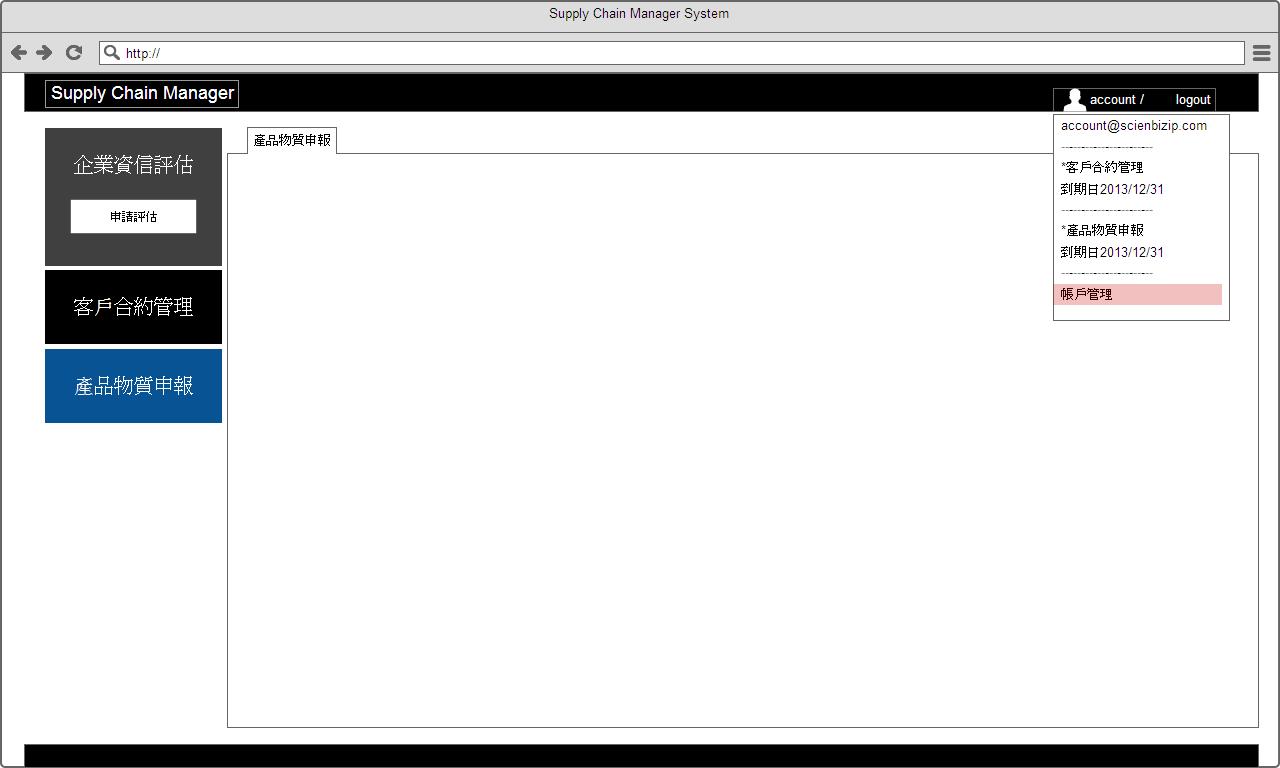 Supply Chain Manager System
http://
Supply Chain Manager
account / logout
account@scienbizip.com
-----------------------
*客戶合約管理
到期日2013/12/31
-----------------------
*產品物質申報
到期日2013/12/31
-----------------------
帳戶管理
企業資信評估
申請評估
客戶合約管理
產品物質申報
產品物質申報